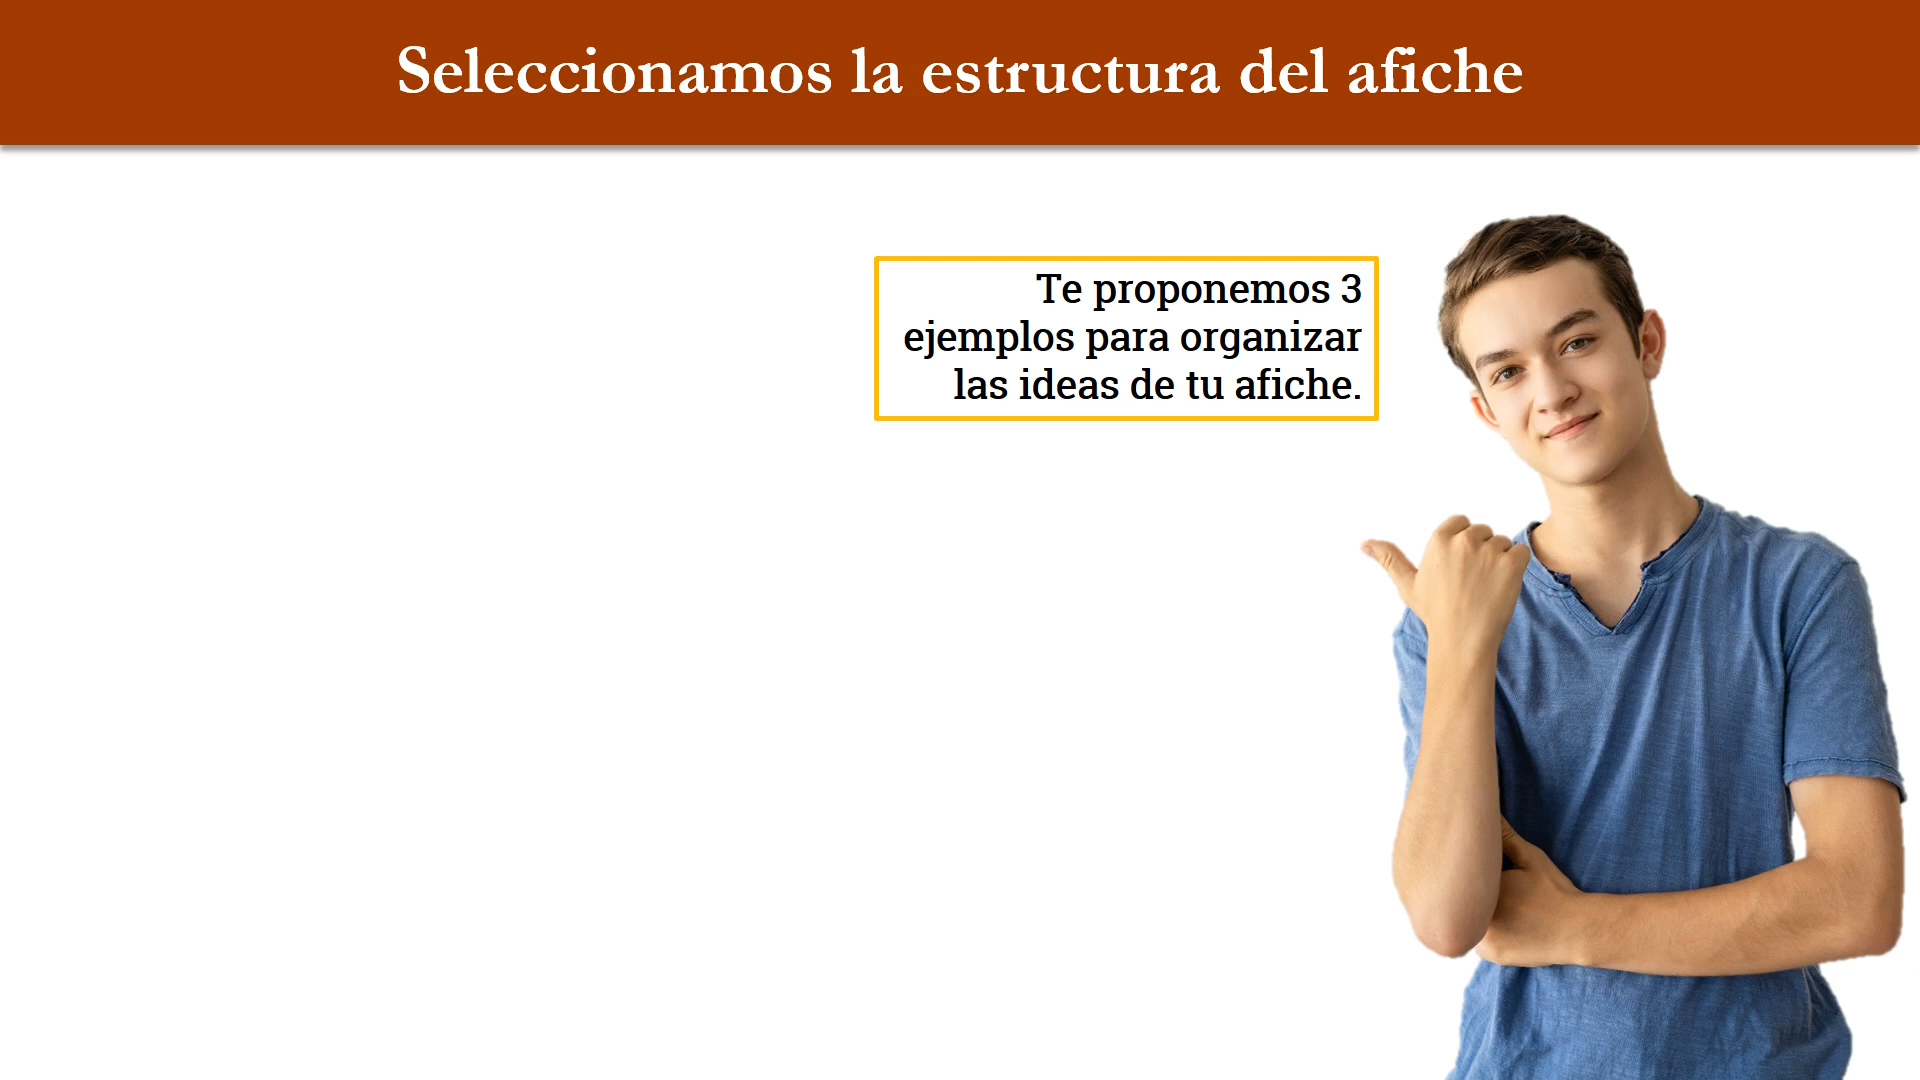 Seleccionamos la estructura del afiche
Te proponemos 3
ejemplos para organizar
las ideas de tu afiche.